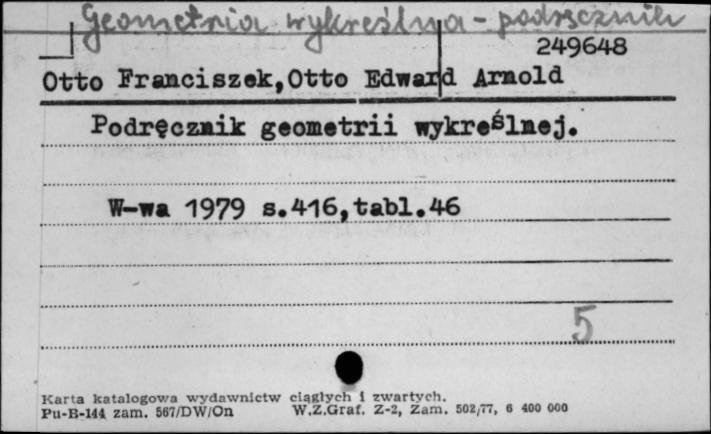 Geometria wykreślna - podręcznik
249648
Otto Franciszek,Otto Edward Arnold
Podręcznik geometrii wykreślnej.
W-wa 1979 s.416,tabl.46
5
Karta katalogowa wydawnictw ciągłych i zwartych.
Pu-B-144 zam. 567/DW/On W.Z.Graf. Z-2, Zam. 502/77, 6 400 000